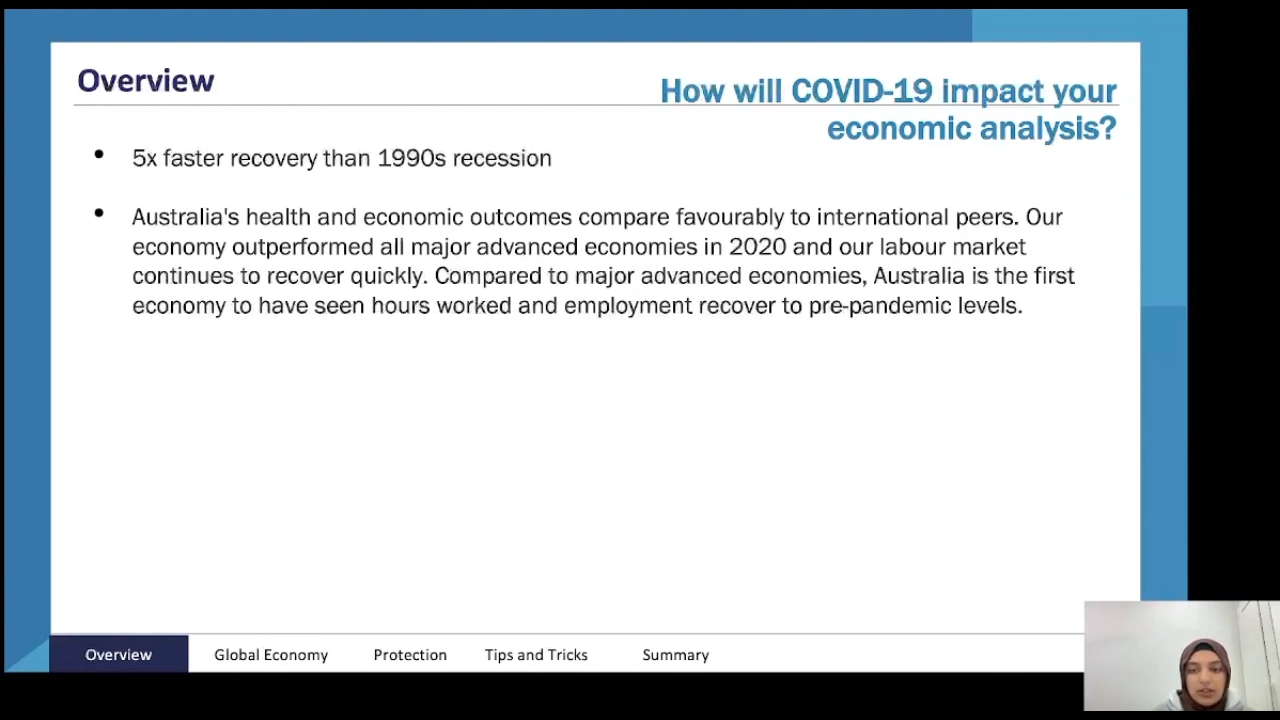 Overview
How will COVID-19 impact your
economic analysis?
• 5x faster recovery than 1990s recession
• Australia's health and economic outcomes compare favourably to international peers. Our
economy outperformed all major advanced economies in 2020 and our labour market
continues to recover quickly. Compared to major advanced economies, Australia is the first
economy to have seen hours worked and employment recover to pre-pandemic levels.
Overview Global Economy Protection Tips and Tricks Summary